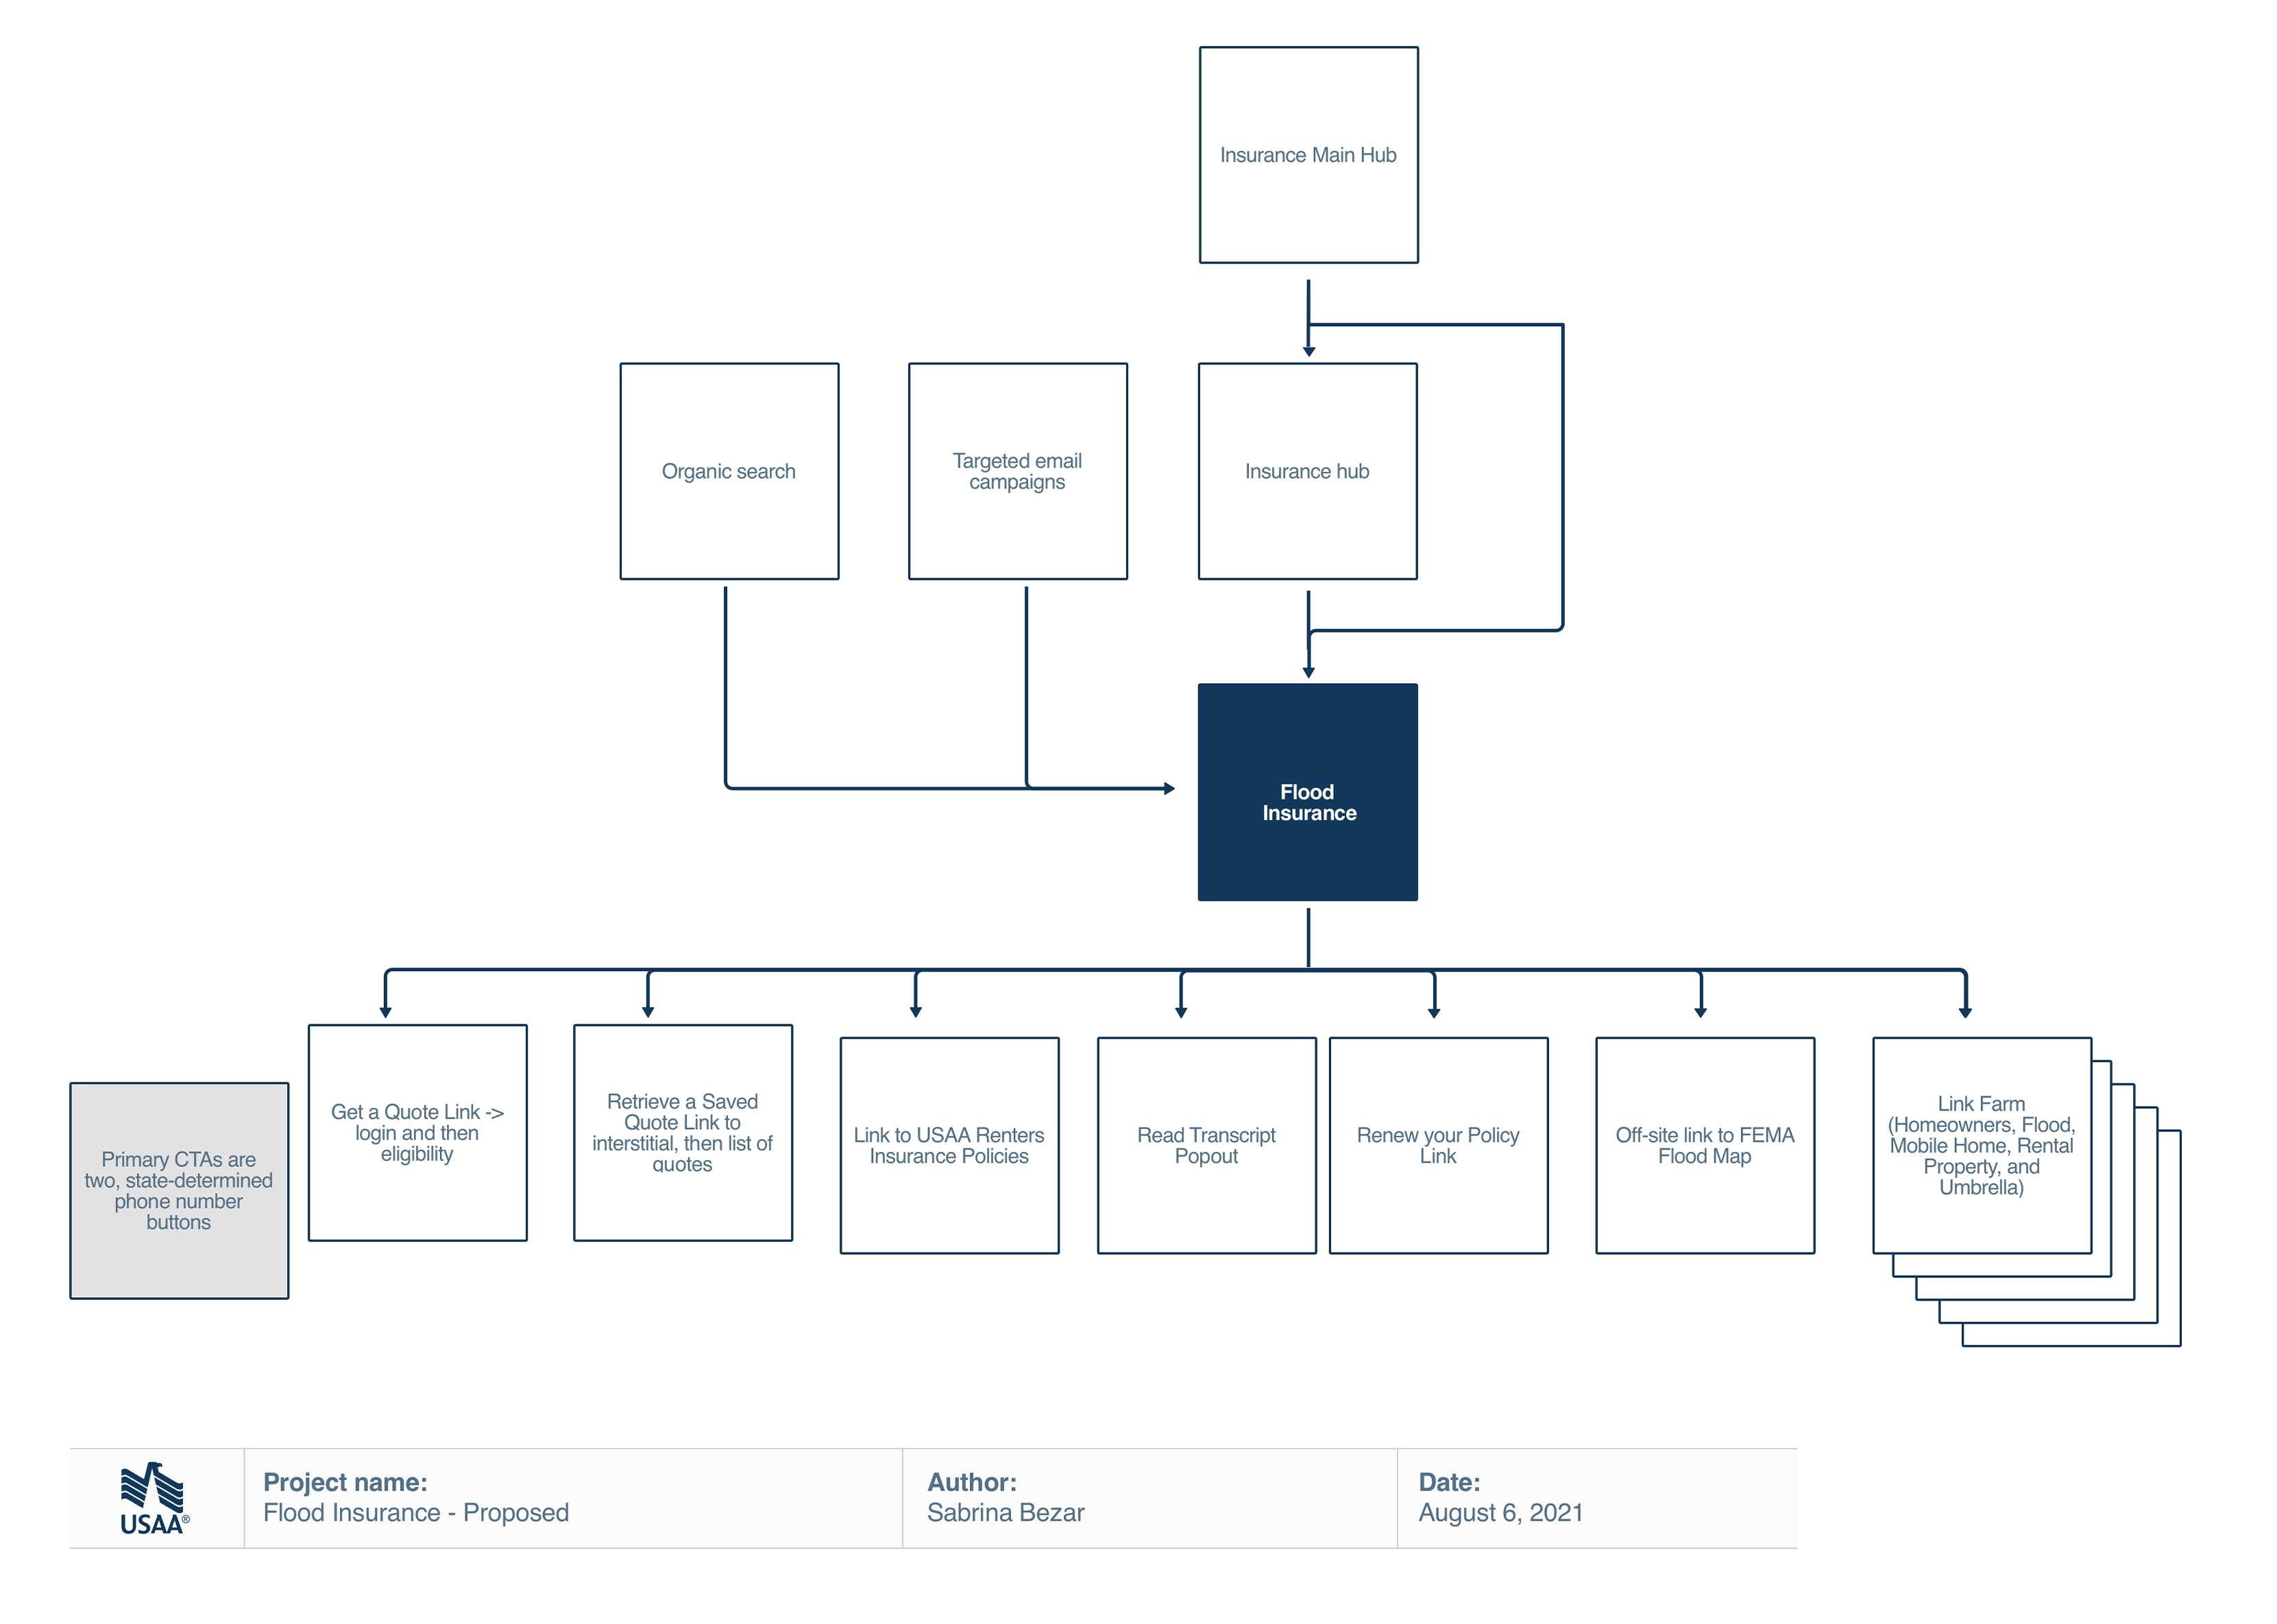 Insurance Main Hub
Organic search
Targeted email
campaigns
Insurance hub
Flood
Insurance
Primary CTAs are
two, state-determined
phone number
buttons
Get a Quote Link ->
login and then
eligibility
Retrieve a Saved
Quote Link to
interstitial, then list of
quotes
Link to USAA Renters
Insurance Policies
Read Transcript
Popout
Renew your Policy
Link
Off-site link to FEMA
Flood Map
Link Farm
(Homeowners, Flood,
Mobile Home, Rental
Property, and
Umbrella)
USAA®
Project name:
Flood Insurance - Proposed
Author:
Sabrina Bezar
Date:
August 6, 2021